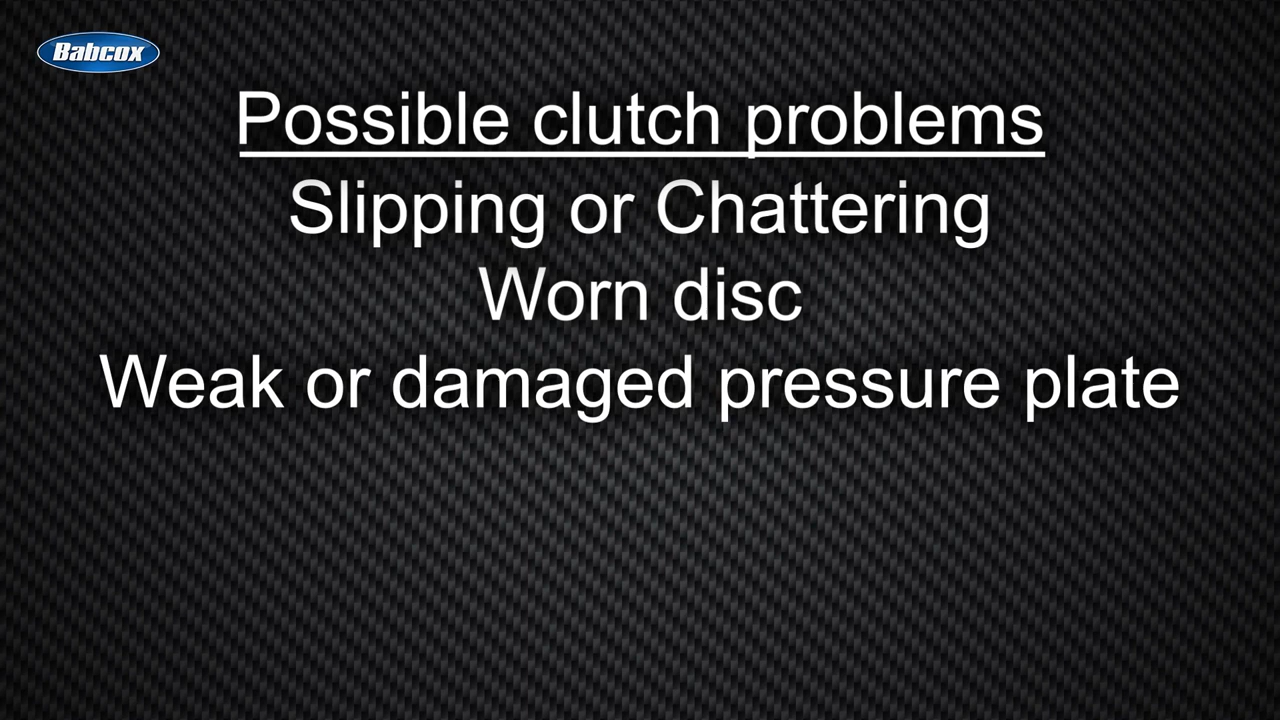 Babcox
Possible clutch problems
Slipping or Chattering
Worn disc
Weak or damaged pressure plate